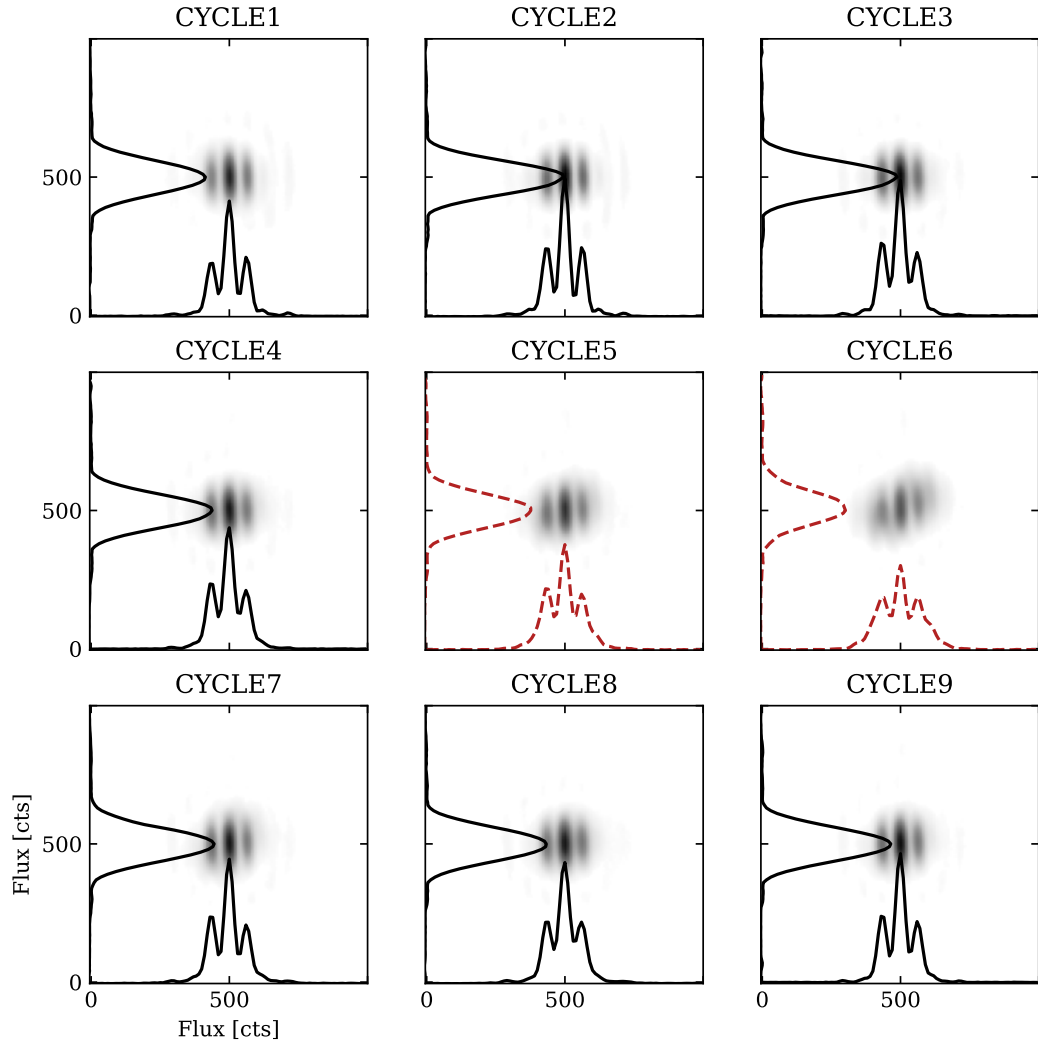 CYCLE1 CYCLE2 CYCLE3
500
0
CYCLE4 CYCLE5 CYCLE6
500
0
CYCLE7 CYCLE8 CYCLE9
Flux [cts]
500
0
0 500 0 500 0 500
Flux [cts]